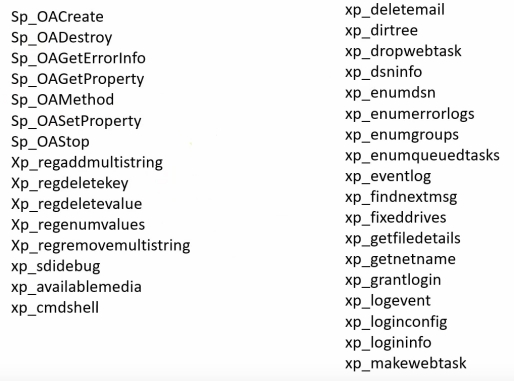 Sp_OACreate
Sp_OADestroy
Sp_OAGetErrorInfo
Sp_OAGetProperty
Sp_OAMethod
Sp_OASetProperty
Sp_OAStop
Xp_regaddmultistring
Xp_regdeletekey
Xp_regdeletevalue
Xp_regenumvalues
Xp_regremovemultistring
xp_sdidebug
xp_availablemedia
xp_cmdshell
xp_deletemail
xp_dirtree
xp_dropwebtask
xp_dsninfo
xp_enumdsn
xp_enumerrorlogs
xp_enumgroups
xp_enumqueuedtasks
xp_eventlog
xp_findnextmsg
xp_fixeddrives
xp_getfiledetails
xp_getnetname
xp_grantlogin
xp_logevent
xp_loginconfig
xp_logininfo
xp_makewebtask